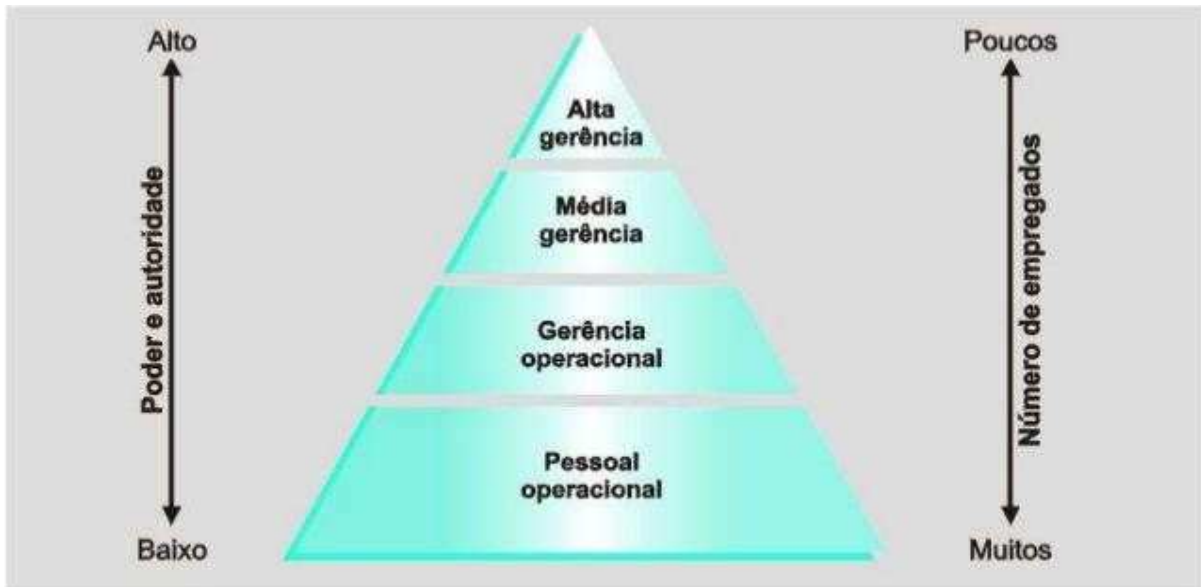 Alto
Poucos
Poder e autoridade
Alta
gerência
Média
gerência
Gerência
operacional
Pessoal
operacional
Número de empregados
Baixo
Muitos